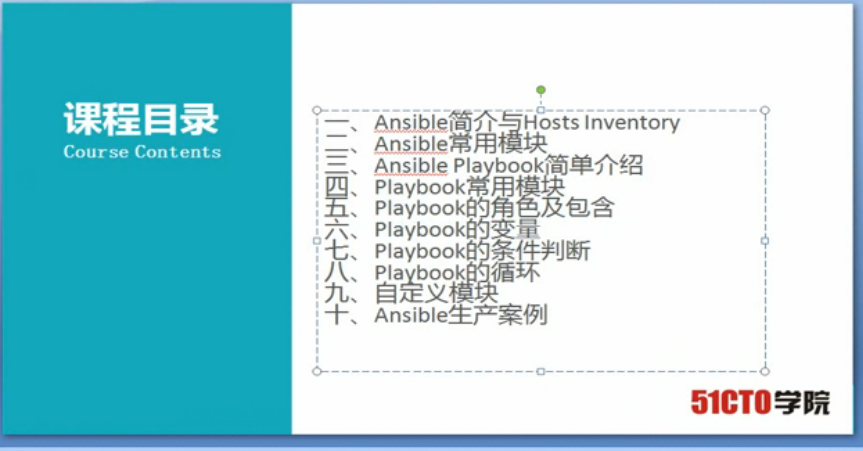 课程目录
Course Contents
一、Ansible简介与Hosts Inventory
二、Ansible常用模块
三、Ansible Playbook简单介绍
四、Playbook常用模块
五、Playbook的角色及包含
六、Playbook的变量
七、Playbook的条件判断
八、Playbook的循环
九、自定义模块
十、Ansible生产案例
51CTO学院